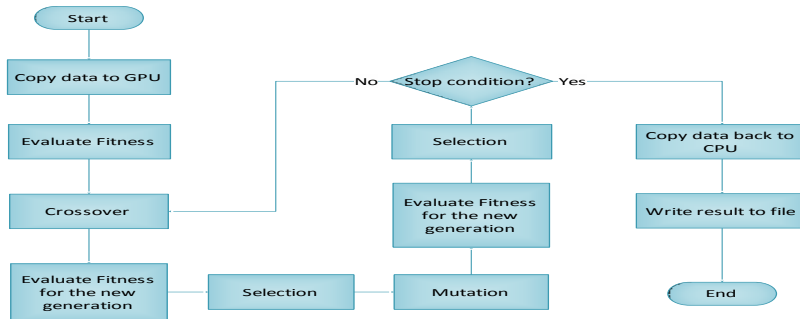 Start
Copy data to GPU
Evaluate Fitness
Crossover
Evaluate Fitness
for the new
generation
Selection
Mutation
Evaluate Fitness
for the new
generation
Selection
Stop condition?
No
Yes
Copy data back to
CPU
Write result to file
End